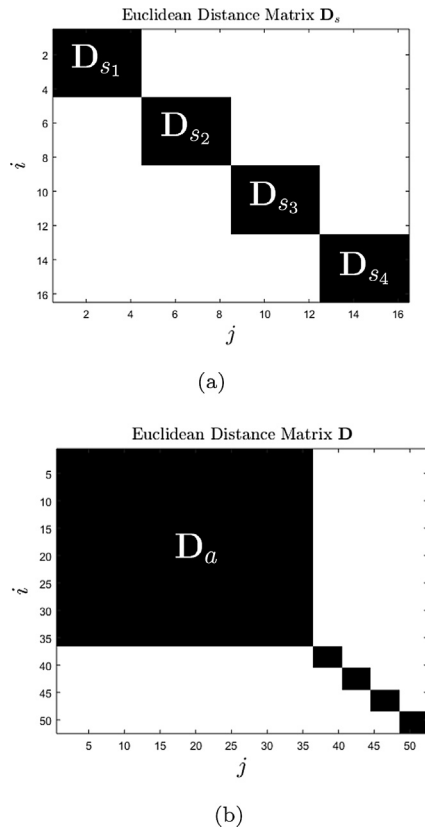 Euclidean Distance Matrix D_s
2
D_{s_1}
4
6
D_{s_2}
8
i
10
D_{s_3}
12
14
D_{s_4}
16
2 4 6 8 10 12 14 16
j
(a)
Euclidean Distance Matrix D
5
10
15
D_a
20
i
25
30
35
40
45
50
5 10 15 20 25 30 35 40 45 50
j
(b)